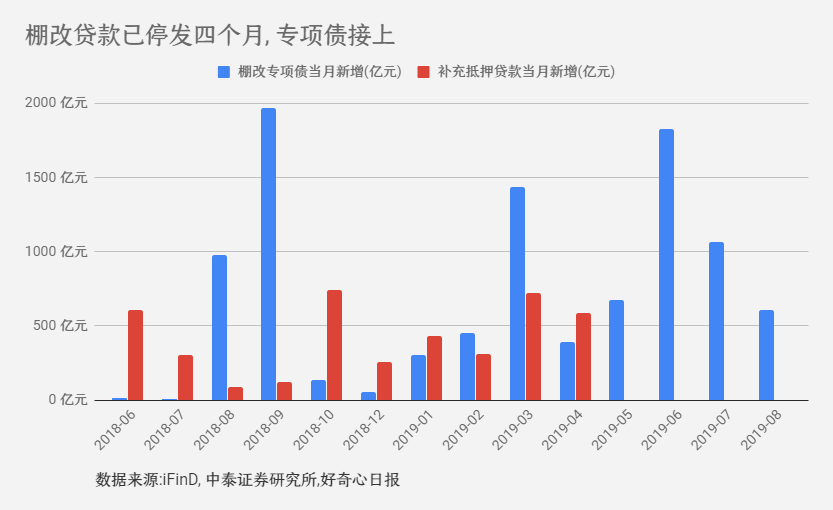 棚改贷款已停发四个月, 专项债接上
棚改专项债当月新增(亿元) 补充抵押贷款当月新增(亿元)
2000 亿元
1500 亿元
1000 亿元
500 亿元
0 亿元
2018-06 2018-07 2018-08 2018-09 2018-10 2018-12 2019-01 2019-02 2019-03 2019-04 2019-05 2019-06 2019-07 2019-08
数据来源:iFinD, 中泰证券研究所,好奇心日报